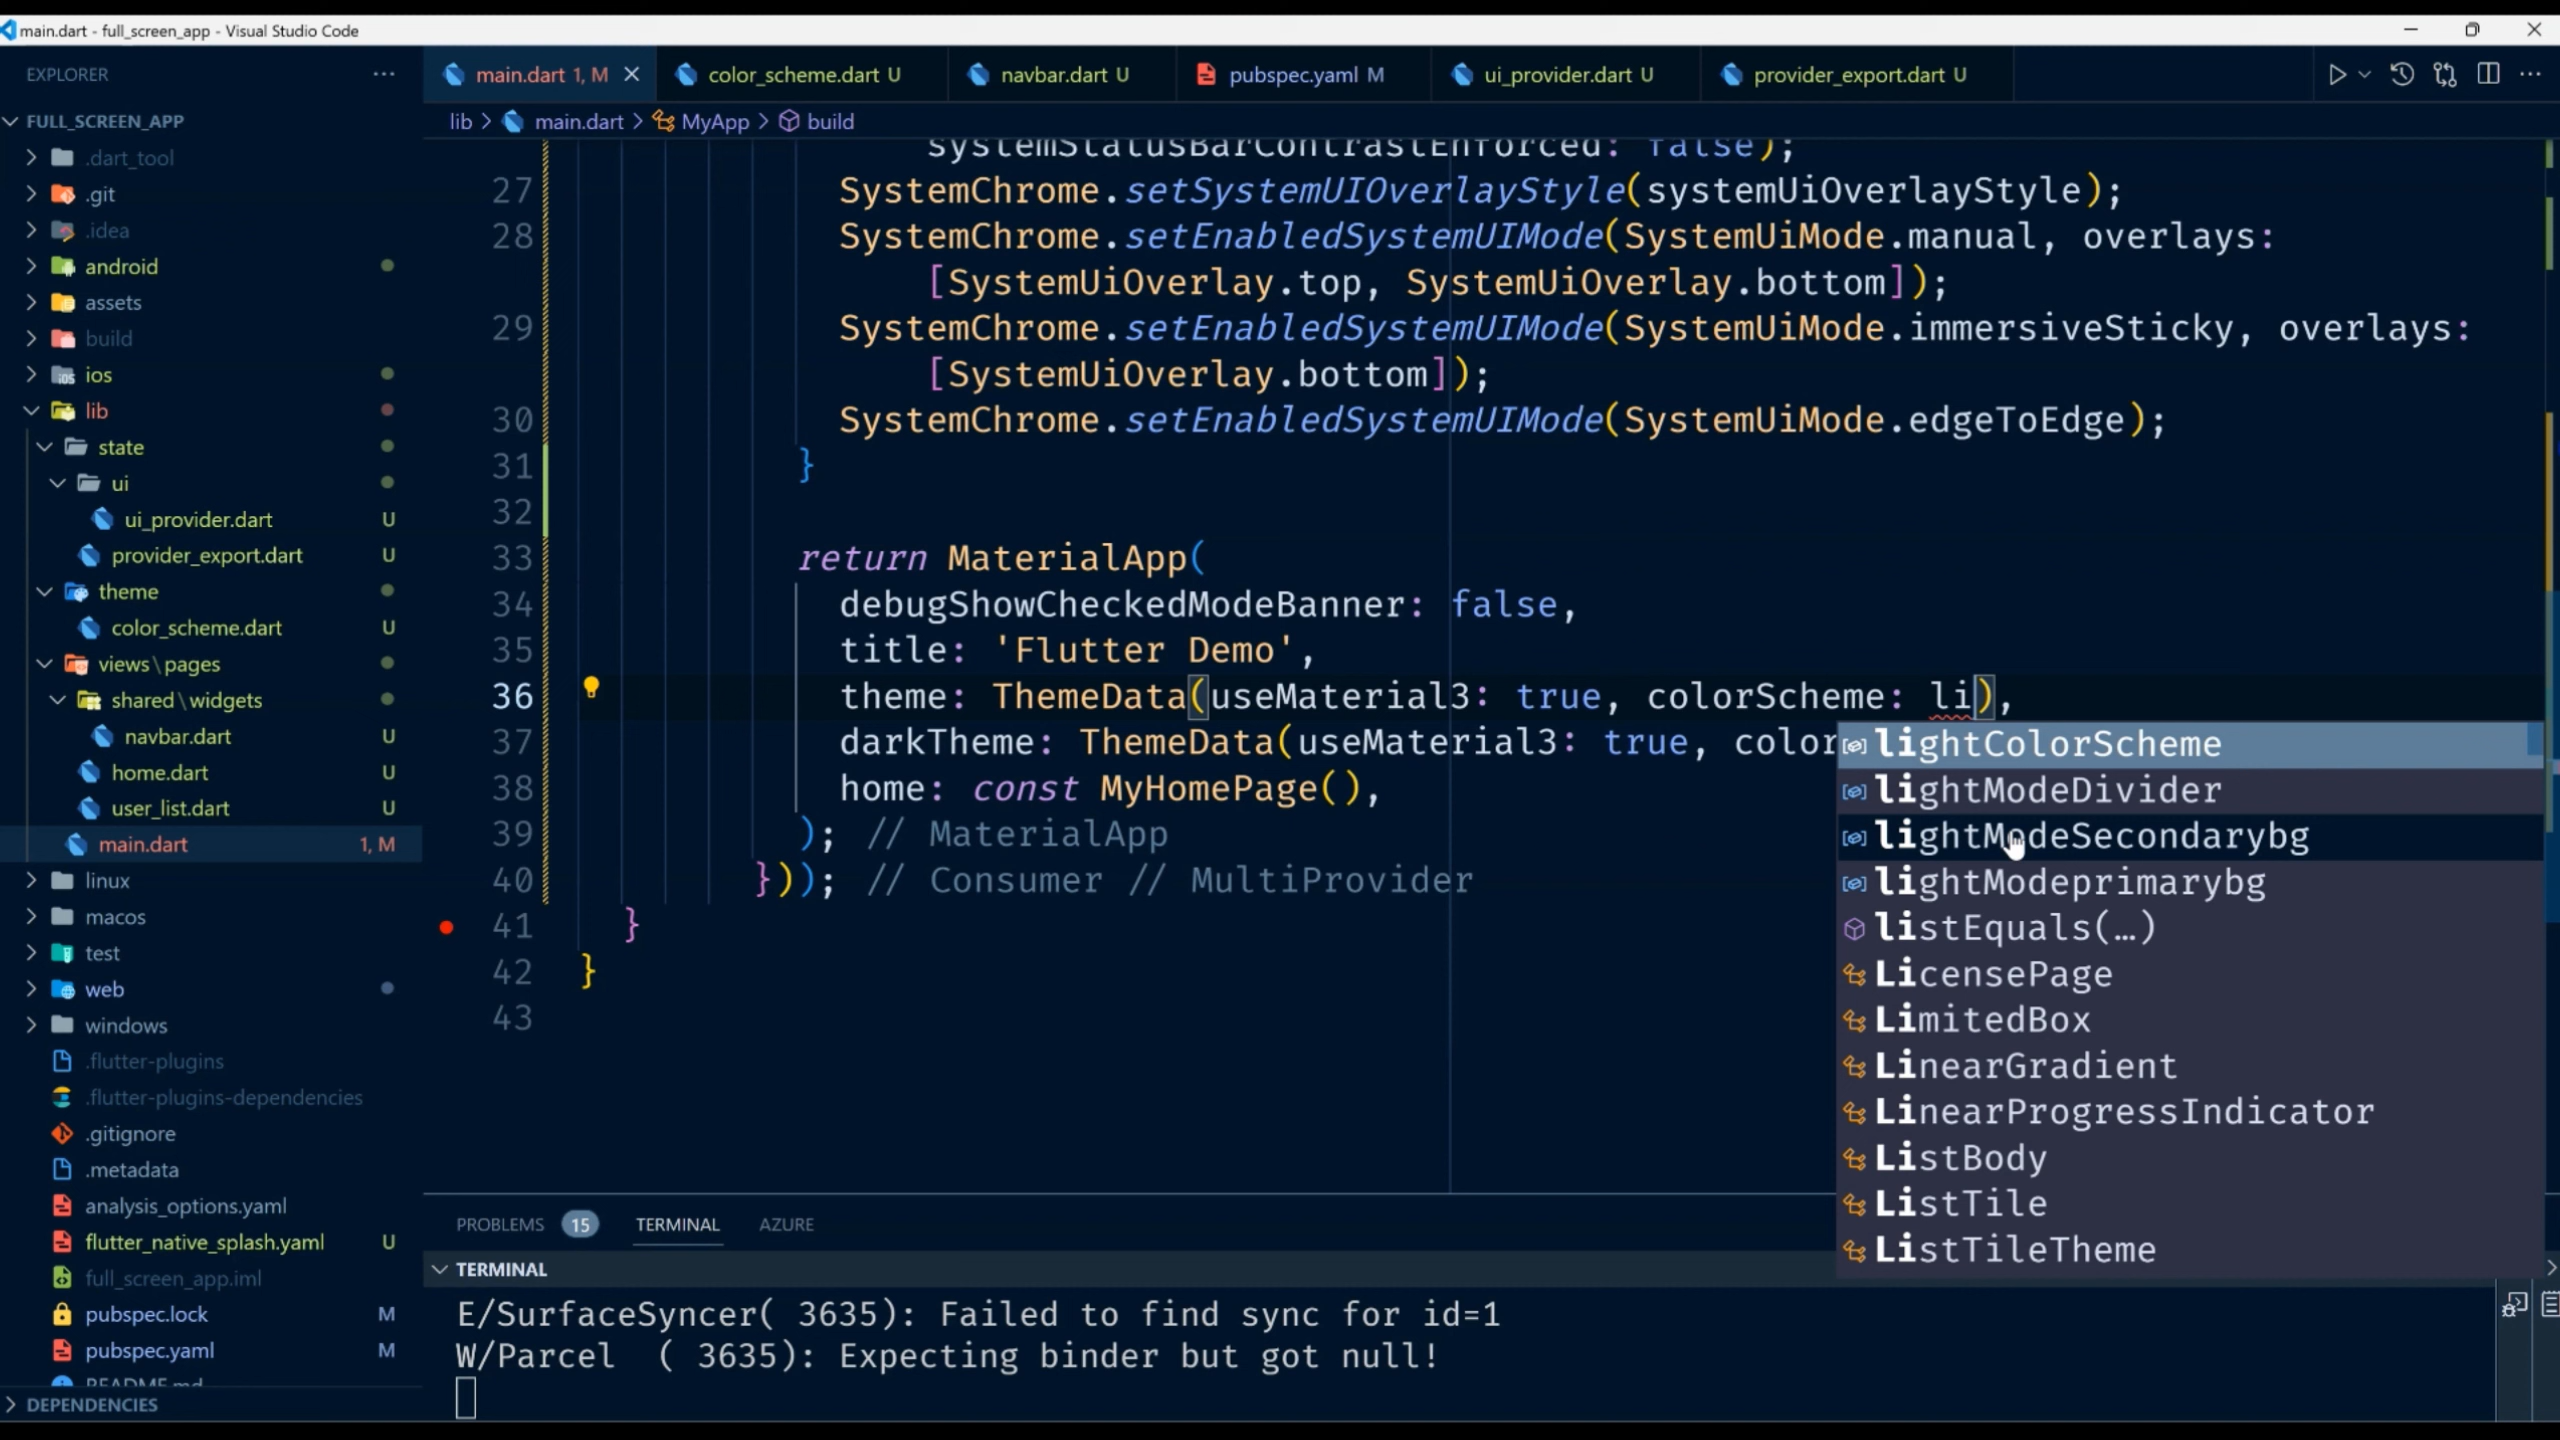 main.dart - full_screen_app - Visual Studio Code
EXPLORER
main.dart 1, M
color_scheme.dart U
navbar.dart U
pubspec.yaml M
ui_provider.dart U
provider_export.dart U
FULL_SCREEN_APP
.dart_tool
.git
.idea
android
assets
build
ios
lib
state
ui
ui_provider.dart U
provider_export.dart U
theme
color_scheme.dart U
views\pages
shared\widgets
navbar.dart U
home.dart U
user_list.dart U
main.dart 1, M
linux
macos
test
web
windows
.flutter-plugins
.flutter-plugins-dependencies
.gitignore
.metadata
analysis_options.yaml
flutter_native_splash.yaml U
full_screen_app.iml
pubspec.lock M
pubspec.yaml M
README.md
DEPENDENCIES
lib > main.dart > MyApp > build
systemStatusBarContrastEnforced: false);
27 SystemChrome.setSystemUIOverlayStyle(systemUiOverlayStyle);
28 SystemChrome.setEnabledSystemUIMode(SystemUiMode.manual, overlays:
[SystemUiOverlay.top, SystemUiOverlay.bottom]);
29 SystemChrome.setEnabledSystemUIMode(SystemUiMode.immersiveSticky, overlays:
[SystemUiOverlay.bottom]);
30 SystemChrome.setEnabledSystemUIMode(SystemUiMode.edgeToEdge);
31 }
32
33 return MaterialApp(
34 debugShowCheckedModeBanner: false,
35 title: 'Flutter Demo',
36 theme: ThemeData(useMaterial3: true, colorScheme: li),
37 darkTheme: ThemeData(useMaterial3: true, color
38 home: const MyHomePage(),
39 ); // MaterialApp
40 })); // Consumer // MultiProvider
41 }
42 }
43
lightColorScheme
lightModeDivider
lightModeSecondarybg
lightModeprimarybg
listEquals(…)
LicensePage
LimitedBox
LinearGradient
LinearProgressIndicator
ListBody
ListTile
ListTileTheme
PROBLEMS 15 TERMINAL AZURE
TERMINAL
E/SurfaceSyncer( 3635): Failed to find sync for id=1
W/Parcel  ( 3635): Expecting binder but got null!